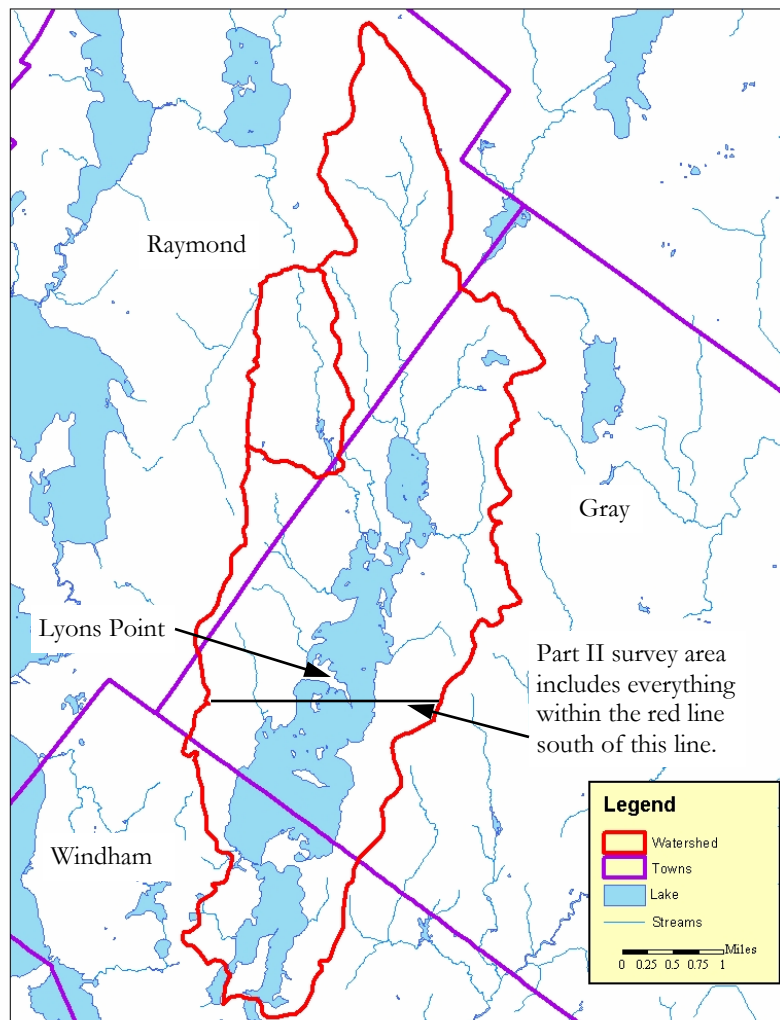 Raymond
Gray
Lyons Point
Part II survey area
includes everything
within the red line
south of this line.
Windham
Legend
Watershed
Towns
Lake
Streams
Miles
0 0.25 0.5 0.75 1